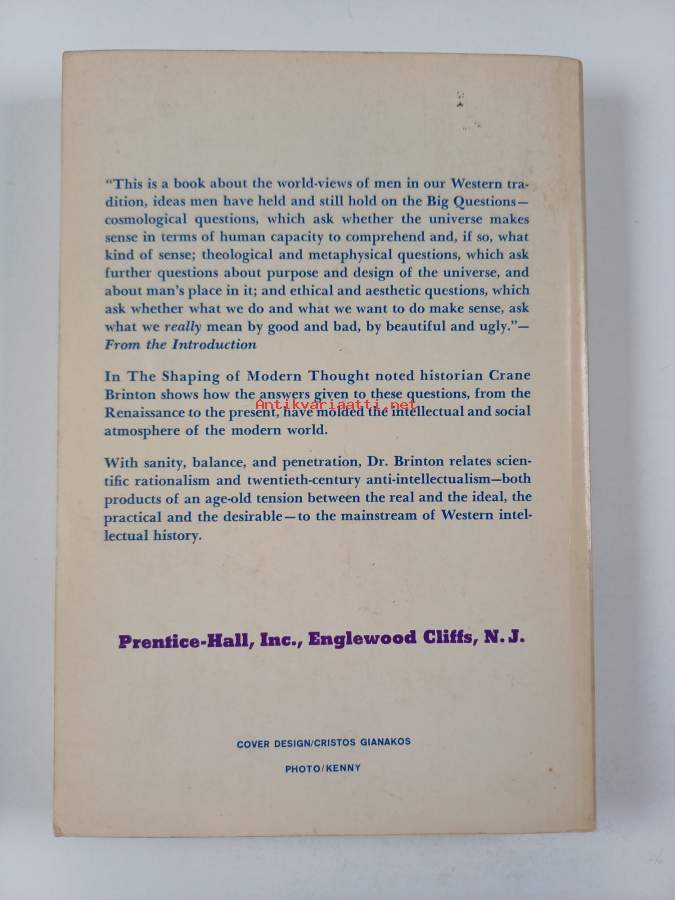 “This is a book about the world-views of men in our Western tra-
dition, ideas men have held and still hold on the Big Questions—
cosmological questions, which ask whether the universe makes
sense in terms of human capacity to comprehend and, if so, what
kind of sense; theological and metaphysical questions, which ask
further questions about purpose and design of the universe, and
about man’s place in it; and ethical and aesthetic questions, which
ask whether what we do and what we want to do make sense, ask
what we really mean by good and bad, by beautiful and ugly.”—
From the Introduction
In The Shaping of Modern Thought noted historian Crane
Brinton shows how the answers given to these questions, from the
Antikvariaatti.net
Renaissance to the present, have molded the intellectual and social
atmosphere of the modern world.
With sanity, balance, and penetration, Dr. Brinton relates scien-
tific rationalism and twentieth-century anti-intellectualism—both
products of an age-old tension between the real and the ideal, the
practical and the desirable—to the mainstream of Western intel-
lectual history.
Prentice-Hall, Inc., Englewood Cliffs, N. J.
COVER DESIGN/CRISTOS GIANAKOS
PHOTO/KENNY